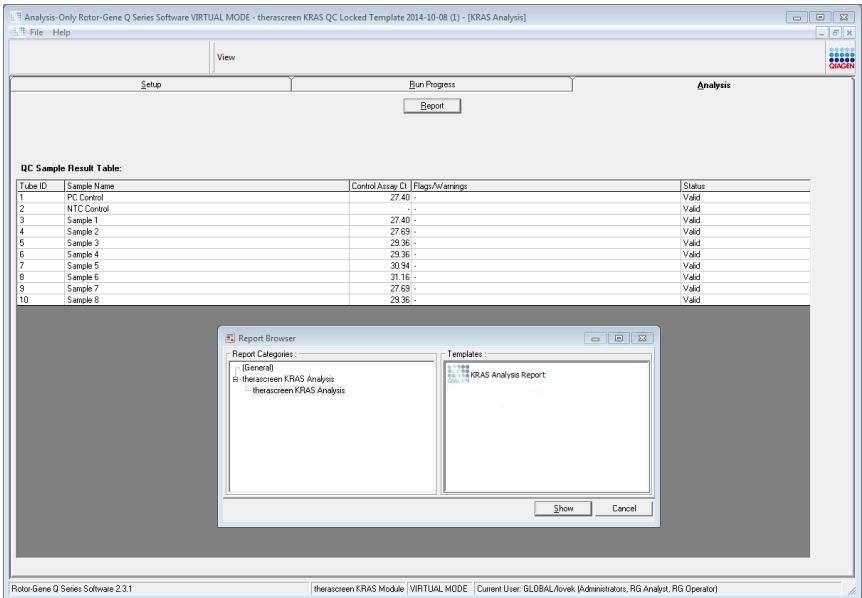 Analysis-Only Rotor-Gene Q Series Software VIRTUAL MODE - therascreen KRAS QC Locked Template 2014-10-08 (1) - [KRAS Analysis]
File Help
View
QIAGEN
Setup Run Progress Analysis
Report
QC Sample Result Table:
Tube ID Sample Name Control Assay Ct Flags/Warnings Status
1 PC Control 27.40 - Valid
2 NTC Control - - Valid
3 Sample 1 27.40 - Valid
4 Sample 2 27.69 - Valid
5 Sample 3 29.36 - Valid
6 Sample 4 29.36 - Valid
7 Sample 5 30.94 - Valid
8 Sample 6 31.16 - Valid
9 Sample 7 27.69 - Valid
10 Sample 8 29.36 - Valid
Report Browser
Report Categories : Templates :
(General)
therascreen KRAS Analysis
therascreen KRAS Analysis
QIAGEN KRAS Analysis Report
Show Cancel
Rotor-Gene Q Series Software 2.3.1 therascreen KRAS Module VIRTUAL MODE Current User: GLOBAL/lovek (Administrators, RG Analyst, RG Operator)